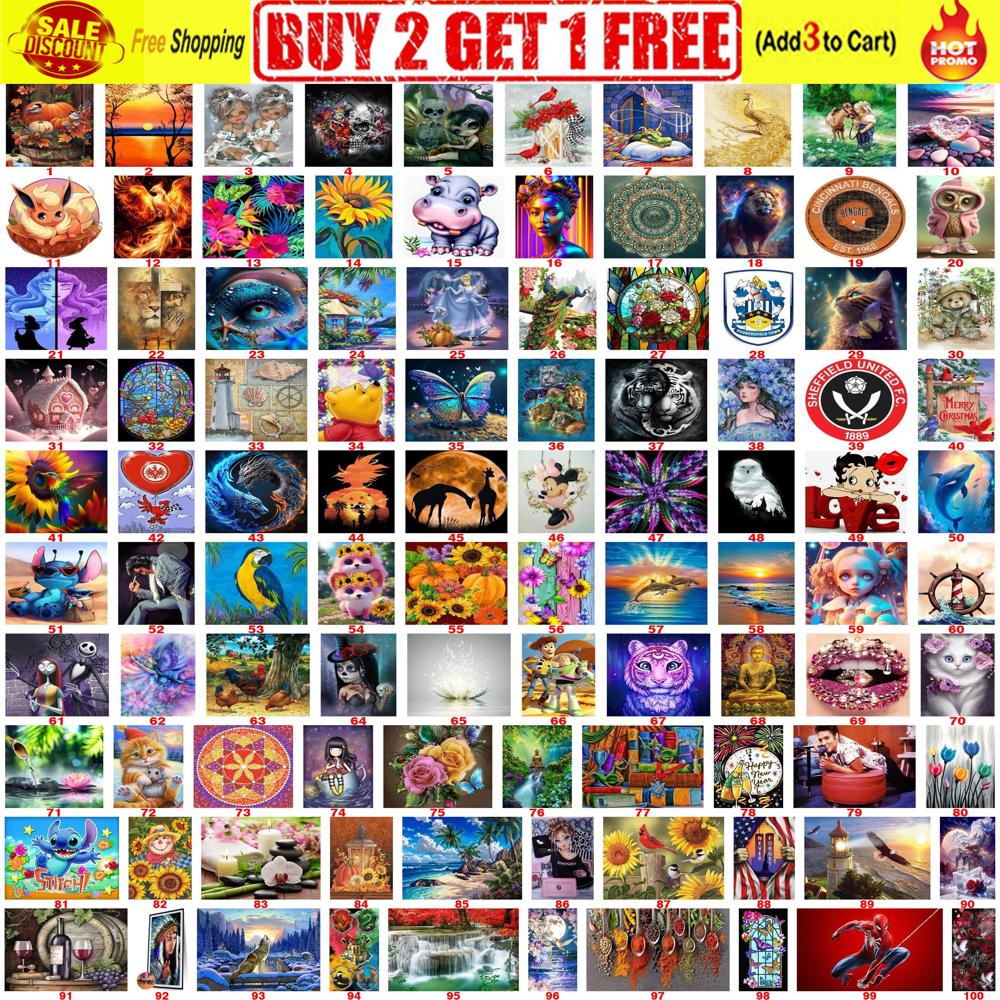 SALE
DISCOUNT
Free Shopping
BUY 2 GET 1 FREE
(Add3 to Cart)
HOT
PROMO
1 2 3 4 5 6 7 8 9 10
CINCINNATI BENGALS
BENGALS
EST. 1968
11 12 13 14 15 16 17 18 19 20
HUDDERSFIELD TOWN
21 22 23 24 25 26 27 28 29 30
SHEFFIELD UNITED F.C.
1889
MERRY
CHRISTMAS
31 32 33 34 35 36 37 38 39 40
LOVe
41 42 43 44 45 46 47 48 49 50
51 52 53 54 55 56 57 58 59 60
61 62 63 64 65 66 67 68 69 70
Happy
New
Year
71 72 73 74 75 76 77 78 79 80
STITCH!
NEVER
FORGET
81 82 83 84 85 86 87 88 89 90
91 92 93 94 95 96 97 98 99 100